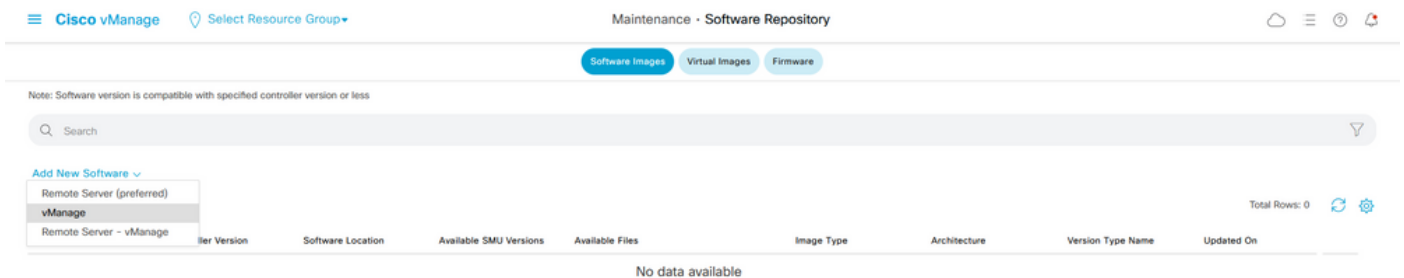 Cisco vManage Select Resource Group▾ Maintenance · Software Repository
Software Images Virtual Images Firmware
Note: Software version is compatible with specified controller version or less
Search
Add New Software
Remote Server (preferred)
vManage
Remote Server - vManage
Total Rows: 0
ller Version Software Location Available SMU Versions Available Files Image Type Architecture Version Type Name Updated On
No data available